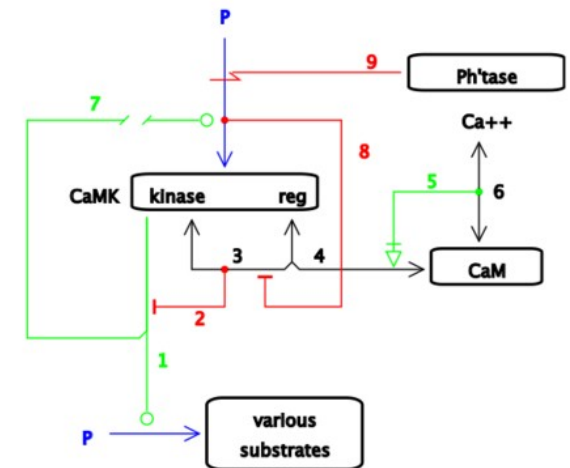 P
9
Ph'tase
7
Ca++
8
CaMK kinase reg
5
6
3 4
CaM
2
1
P
various
substrates